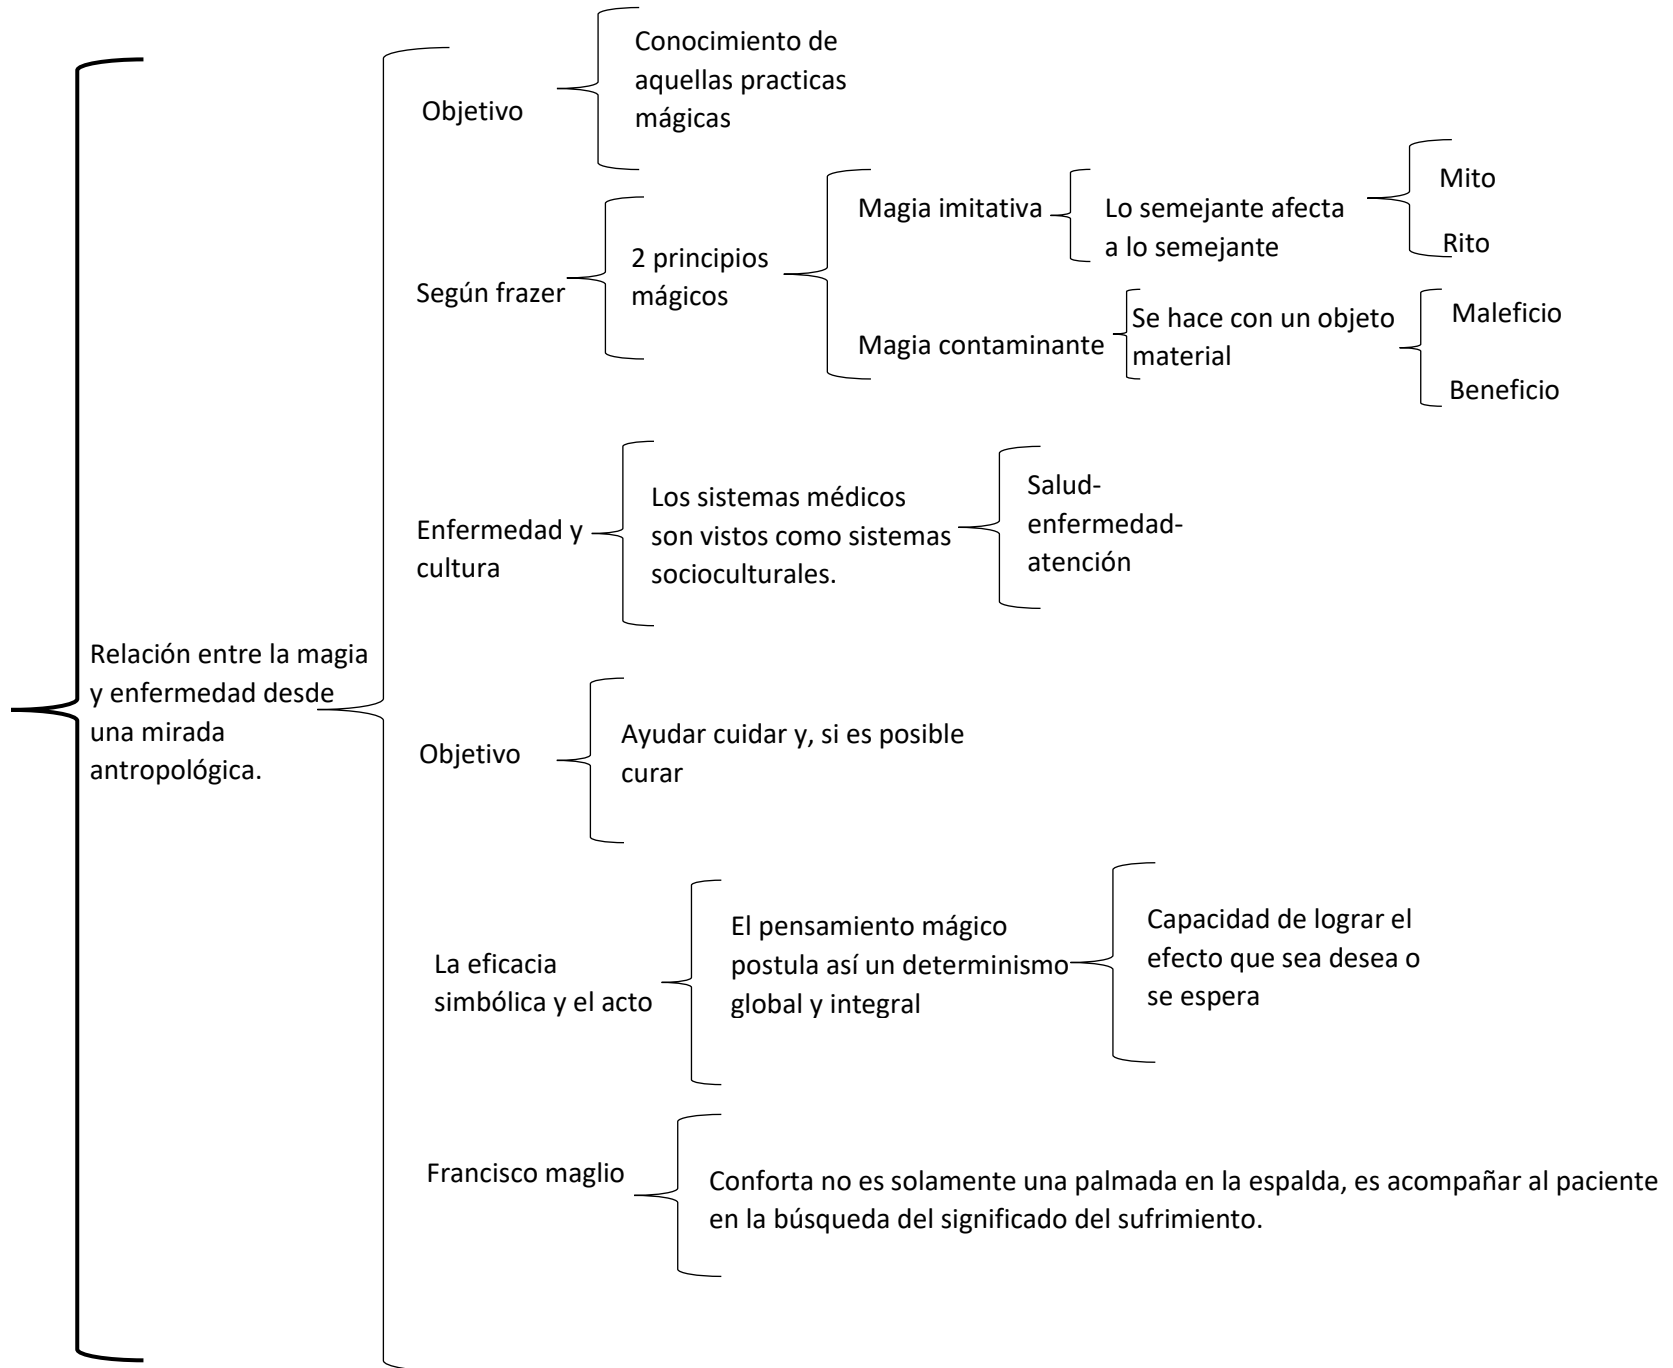 Relación entre la magia
y enfermedad desde
una mirada
antropológica.
Objetivo
Conocimiento de
aquellas practicas
mágicas
Según frazer
2 principios
mágicos
Magia imitativa
Lo semejante afecta
a lo semejante
Mito
Rito
Magia contaminante
Se hace con un objeto
material
Maleficio
Beneficio
Enfermedad y
cultura
Los sistemas médicos
son vistos como sistemas
socioculturales.
Salud-
enfermedad-
atención
Objetivo
Ayudar cuidar y, si es posible
curar
La eficacia
simbólica y el acto
El pensamiento mágico
postula así un determinismo
global y integral
Capacidad de lograr el
efecto que sea desea o
se espera
Francisco maglio
Conforta no es solamente una palmada en la espalda, es acompañar al paciente
en la búsqueda del significado del sufrimiento.